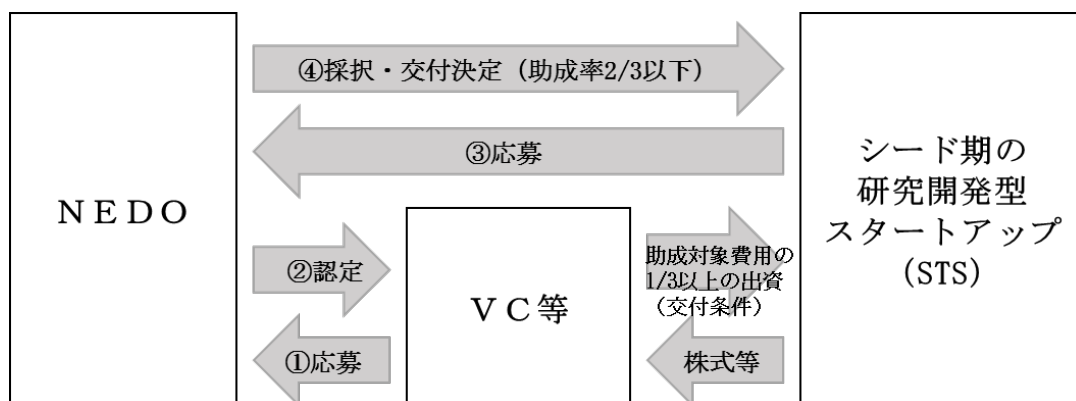 ④採択・交付決定（助成率2/3以下）
③応募
ＮＥＤＯ
シード期の
研究開発型
スタートアップ
（STS）
②認定
ＶＣ等
助成対象費用の
1/3以上の出資
（交付条件）
①応募
株式等